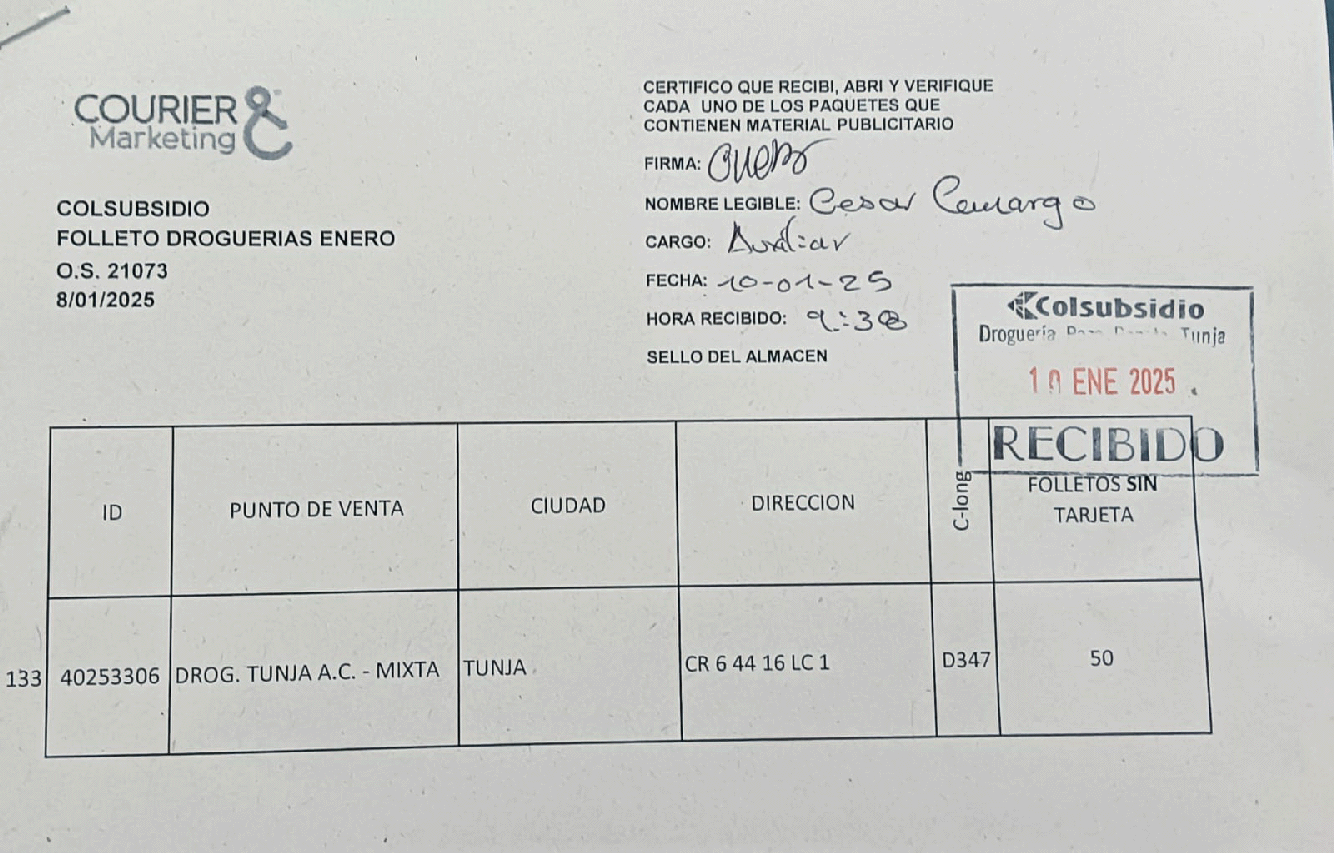 COURIER &
Marketing
COLSUBSIDIO
FOLLETO DROGUERIAS ENERO
O.S. 21073
8/01/2025
CERTIFICO QUE RECIBI, ABRI Y VERIFIQUE
CADA UNO DE LOS PAQUETES QUE
CONTIENEN MATERIAL PUBLICITARIO
FIRMA:
NOMBRE LEGIBLE: Cesar Camargo
CARGO: Auxiliar
FECHA: 10-01-25
HORA RECIBIDO: 9:38
SELLO DEL ALMACEN
Colsubsidio
Droguería Tunja
10 ENE 2025
RECIBIDO
ID PUNTO DE VENTA CIUDAD DIRECCION C-long FOLLETOS SIN
TARJETA
133 40253306 DROG. TUNJA A.C. - MIXTA TUNJA CR 6 44 16 LC 1 D347 50